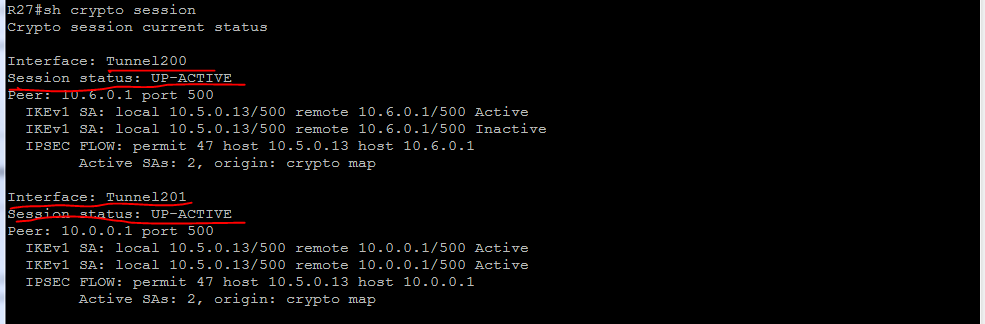 R27#sh crypto session
Crypto session current status
Interface: Tunnel200
Session status: UP-ACTIVE
Peer: 10.6.0.1 port 500
IKEv1 SA: local 10.5.0.13/500 remote 10.6.0.1/500 Active
IKEv1 SA: local 10.5.0.13/500 remote 10.6.0.1/500 Inactive
IPSEC FLOW: permit 47 host 10.5.0.13 host 10.6.0.1
Active SAs: 2, origin: crypto map
Interface: Tunnel201
Session status: UP-ACTIVE
Peer: 10.0.0.1 port 500
IKEv1 SA: local 10.5.0.13/500 remote 10.0.0.1/500 Active
IKEv1 SA: local 10.5.0.13/500 remote 10.0.0.1/500 Active
IPSEC FLOW: permit 47 host 10.5.0.13 host 10.0.0.1
Active SAs: 2, origin: crypto map